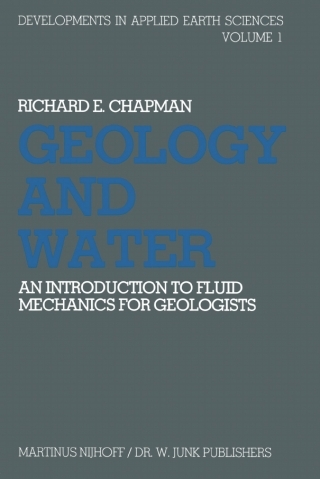 DEVELOPMENTS IN APPLIED EARTH SCIENCES
VOLUME 1
RICHARD E. CHAPMAN
GEOLOGY
AND
WATER
AN INTRODUCTION TO FLUID
MECHANICS FOR GEOLOGISTS
MARTINUS NIJHOFF / DR. W. JUNK PUBLISHERS